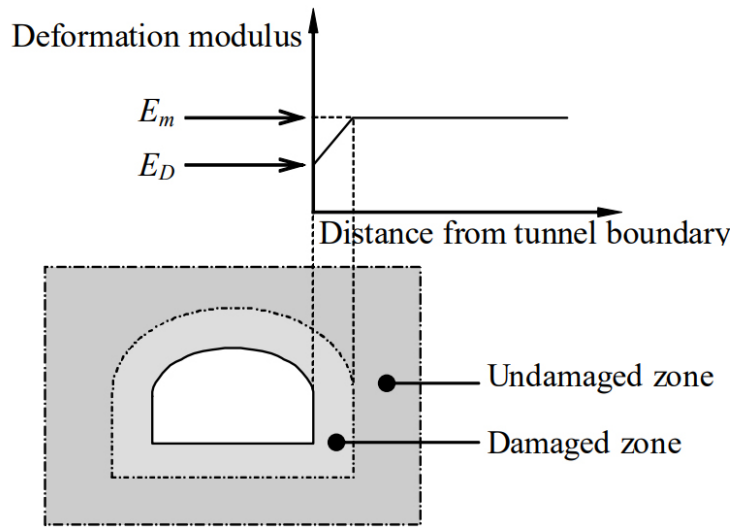 Deformation modulus
E_m
E_D
Distance from tunnel boundary
Undamaged zone
Damaged zone